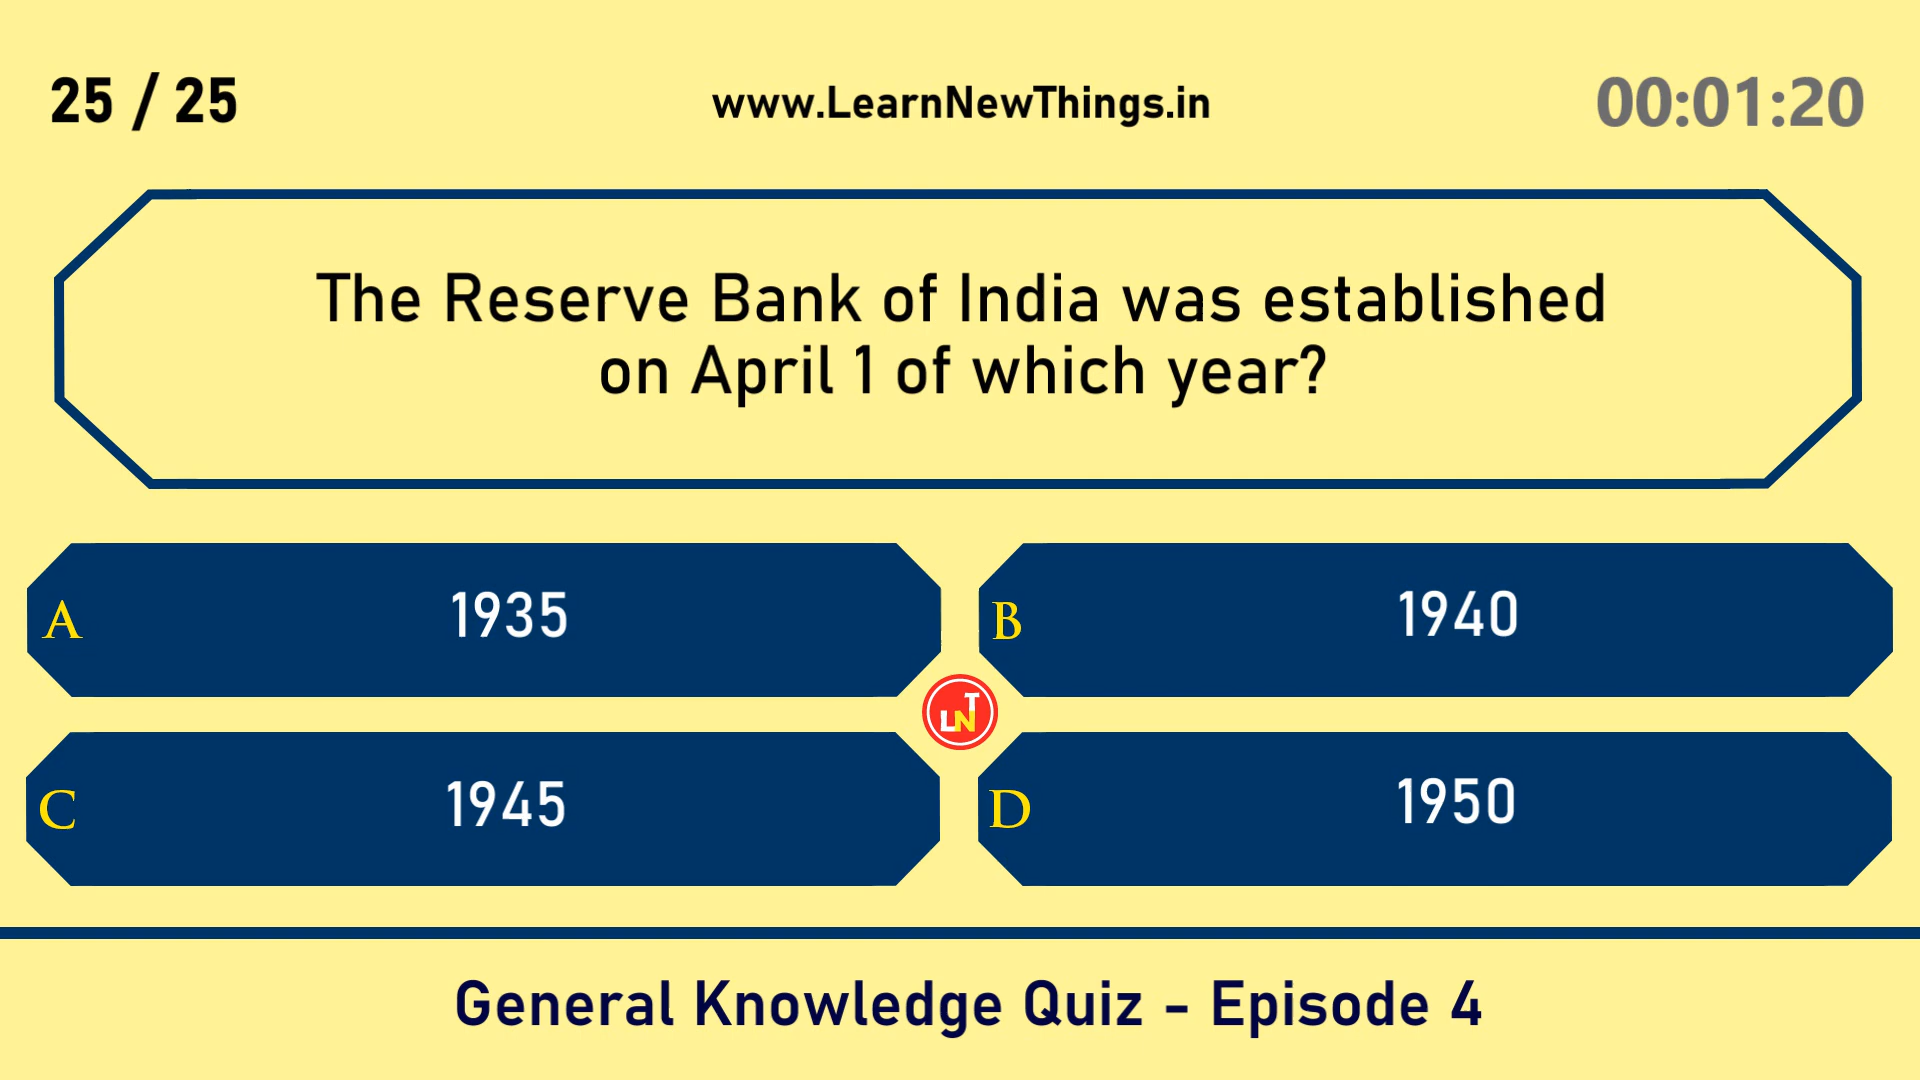 25 / 25
www.LearnNewThings.in
00:01:20
The Reserve Bank of India was established
on April 1 of which year?
A 1935
B 1940
LNT
C 1945
D 1950
General Knowledge Quiz - Episode 4